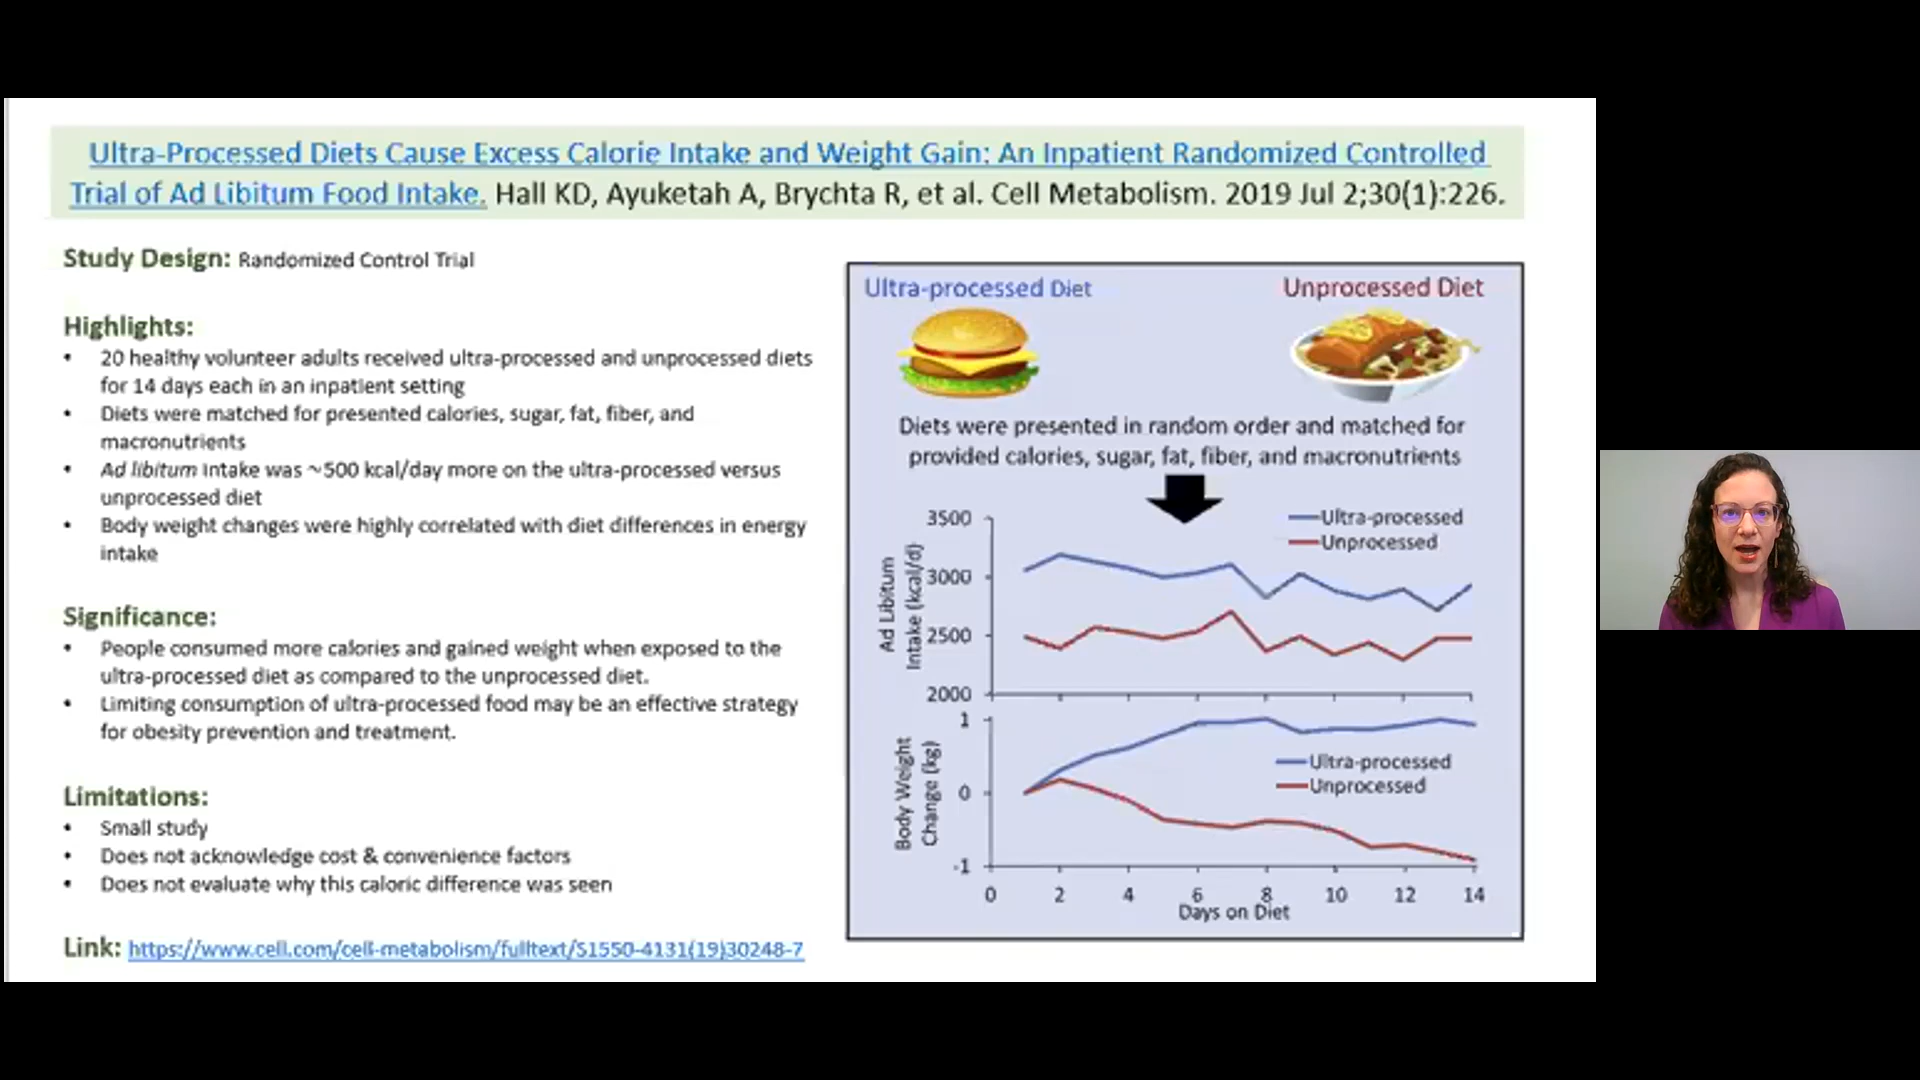 Ultra-Processed Diets Cause Excess Calorie Intake and Weight Gain: An Inpatient Randomized Controlled
Trial of Ad Libitum Food Intake. Hall KD, Ayuketah A, Brychta R, et al. Cell Metabolism. 2019 Jul 2;30(1):226.
Study Design: Randomized Control Trial
Highlights:
• 20 healthy volunteer adults received ultra-processed and unprocessed diets
for 14 days each in an inpatient setting
• Diets were matched for presented calories, sugar, fat, fiber, and
macronutrients
• Ad libitum intake was ~500 kcal/day more on the ultra-processed versus
unprocessed diet
• Body weight changes were highly correlated with diet differences in energy
intake
Significance:
• People consumed more calories and gained weight when exposed to the
ultra-processed diet as compared to the unprocessed diet.
• Limiting consumption of ultra-processed food may be an effective strategy
for obesity prevention and treatment.
Limitations:
• Small study
• Does not acknowledge cost & convenience factors
• Does not evaluate why this caloric difference was seen
Link: https://www.cell.com/cell-metabolism/fulltext/S1550-4131(19)30248-7
Ultra-processed Diet
Unprocessed Diet
Diets were presented in random order and matched for
provided calories, sugar, fat, fiber, and macronutrients
Ad Libitum
Intake (kcal/d)
3500
3000
2500
2000
Ultra-processed
Unprocessed
Body Weight
Change (kg)
1
0
-1
Ultra-processed
Unprocessed
0 2 4 6 8 10 12 14
Days on Diet